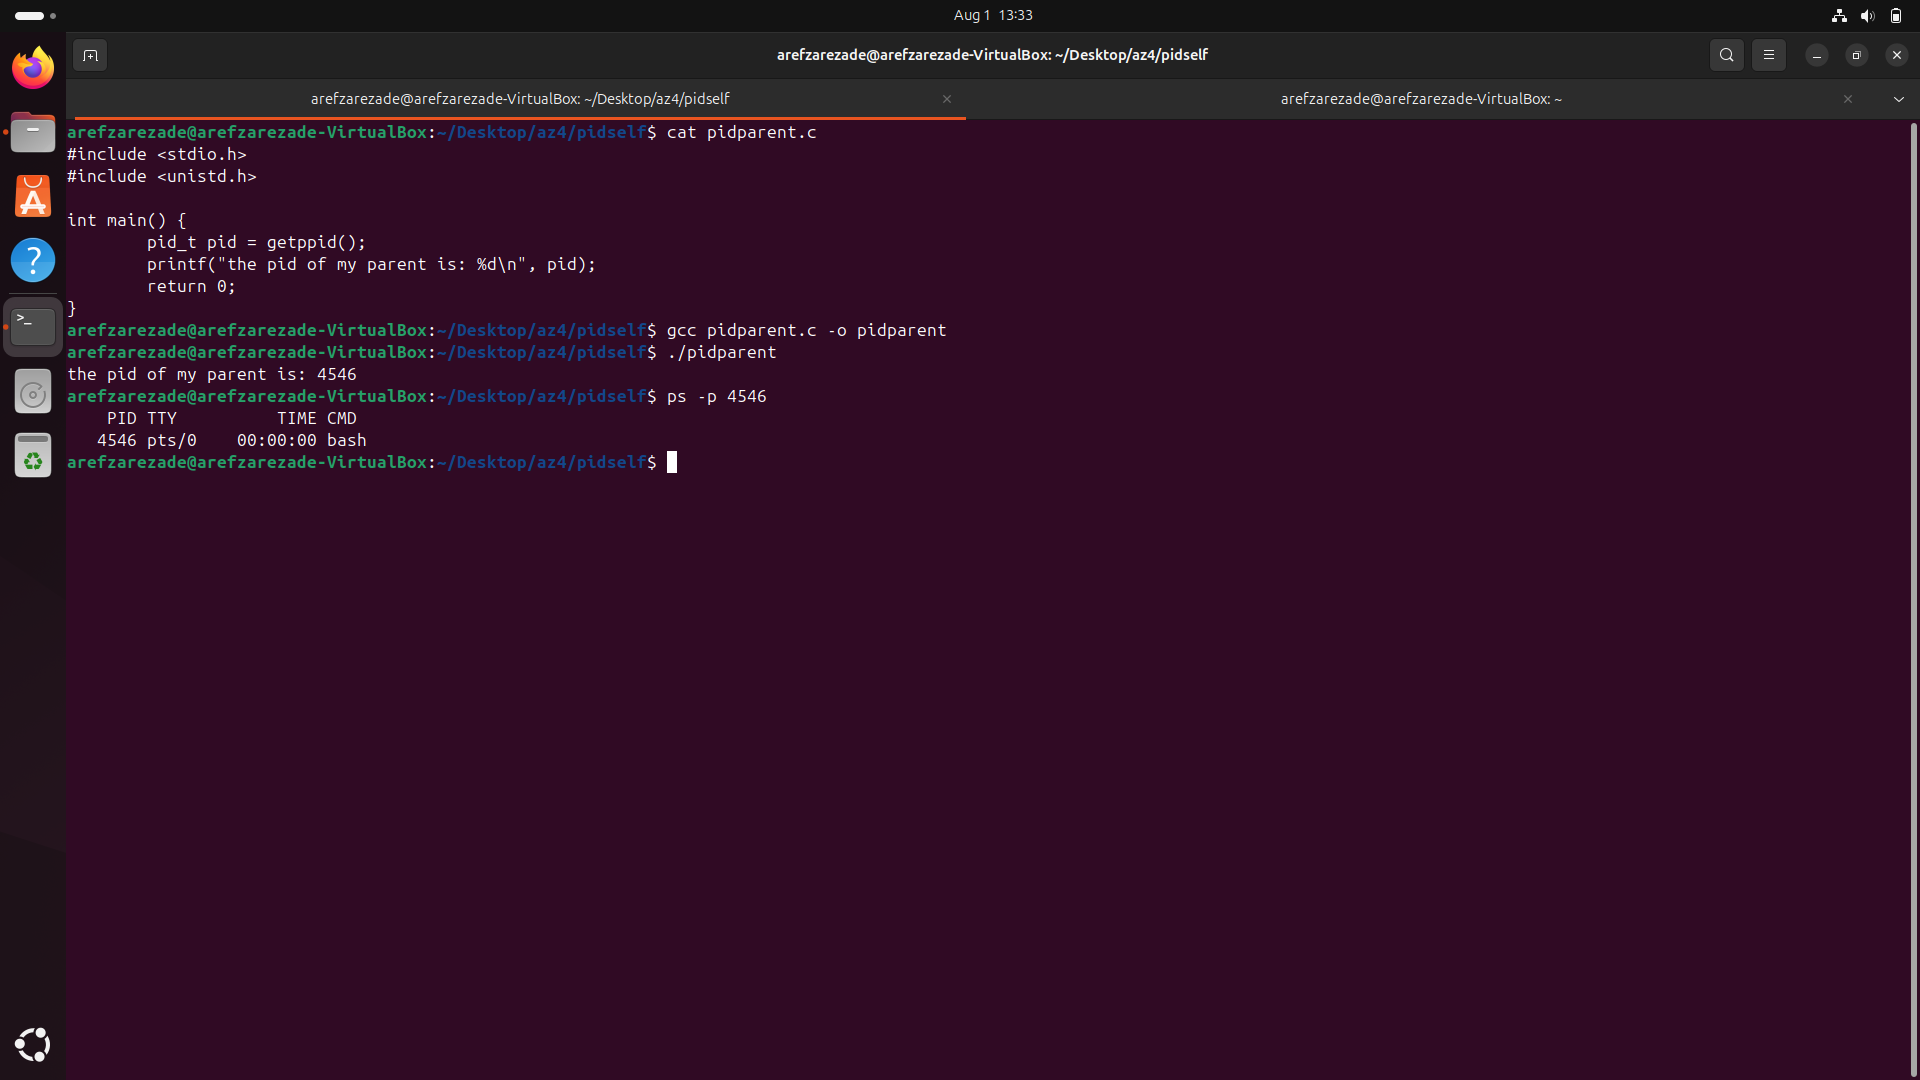 Aug 1 13:33
arefzarezade@arefzarezade-VirtualBox: ~/Desktop/az4/pidself
arefzarezade@arefzarezade-VirtualBox: ~/Desktop/az4/pidself
arefzarezade@arefzarezade-VirtualBox: ~
arefzarezade@arefzarezade-VirtualBox:~/Desktop/az4/pidself$ cat pidparent.c
#include <stdio.h>
#include <unistd.h>
int main() {
        pid_t pid = getppid();
        printf("the pid of my parent is: %d\n", pid);
        return 0;
}
arefzarezade@arefzarezade-VirtualBox:~/Desktop/az4/pidself$ gcc pidparent.c -o pidparent
arefzarezade@arefzarezade-VirtualBox:~/Desktop/az4/pidself$ ./pidparent
the pid of my parent is: 4546
arefzarezade@arefzarezade-VirtualBox:~/Desktop/az4/pidself$ ps -p 4546
    PID TTY          TIME CMD
   4546 pts/0    00:00:00 bash
arefzarezade@arefzarezade-VirtualBox:~/Desktop/az4/pidself$